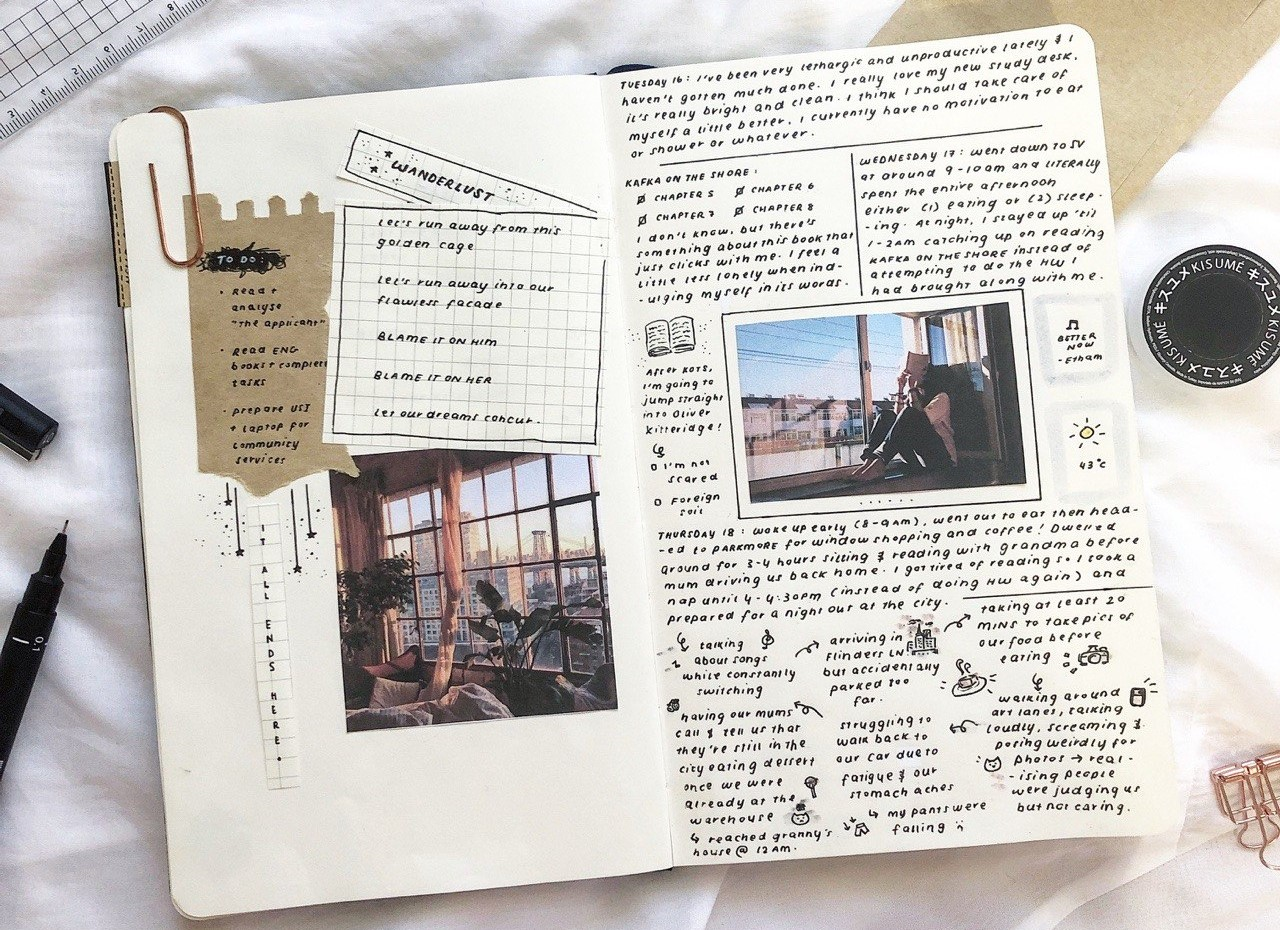 * WANDERLUST
*
TO DO:
• Read +
analyse
"The applicant"
• Read ENG
books + complete
tasks
• prepare USB
+ laptop for
community
services
Let's run away from this
golden cage
Let's run away into our
flawless facade
BLAME IT ON HIM
BLAME IT ON HER
Let our dreams concur.
IT ALL ENDS HERE.
TUESDAY 16: I've been very lethargic and unproductive lately & I
haven't gotten much done. I really love my new study desk,
it's really bright and clean. I think I should take care of
myself a little better. I currently have no motivation to eat
or shower or whatever.
KAFKA ON THE SHORE:
CHAPTER 5 CHAPTER 6
CHAPTER 7 CHAPTER 8
I don't know, but there's
something about this book that
just clicks with me. I feel a
little less lonely when ind-
-ulging myself in its words.
WEDNESDAY 17: went down to SV
at around 9-10am and LITERALLY
spent the entire afternoon
either (1) eating or (2) sleep-
-ing. At night, I stayed up 'til
1-2am catching up on reading
KAFKA ON THE SHORE instead of
attempting to do the HW I
had brought along with me.
After KOTS,
I'm going to
jump straight
into Oliver
Kitteridge!
I'm not
scared
Foreign
soil
♫
BETTER
NOW
- Etham
43°c
THURSDAY 18: woke up early (8-9am), went out to eat then head-
-ed to PARKMORE for window shopping and coffee! Dwelled
around for 3-4 hours sitting & reading with grandma before
mum driving us back home. I got tired of reading so I took a
nap until 4-4:30PM (instead of doing HW again) and
prepared for a night out at the city.
talking
about songs
while constantly
switching
arriving in
Flinders LN.
but accidentally
parked too
far.
taking at least 20
MINS to take pics of
our food before
eating
walking around
art lanes, talking
loudly, screaming &
posing weirdly for
photos → real-
-ising people
were judging us
but not caring.
struggling to
walk back to
our car due to
fatigue & our
stomach aches
↳ my pants were
falling
having our mums
call & tell us that
they're still in the
city eating dessert
once we were
already at the
warehouse
↳ reached granny's
house @ 12AM.
KISUME キスユメ KISUME キスユメ
0.1